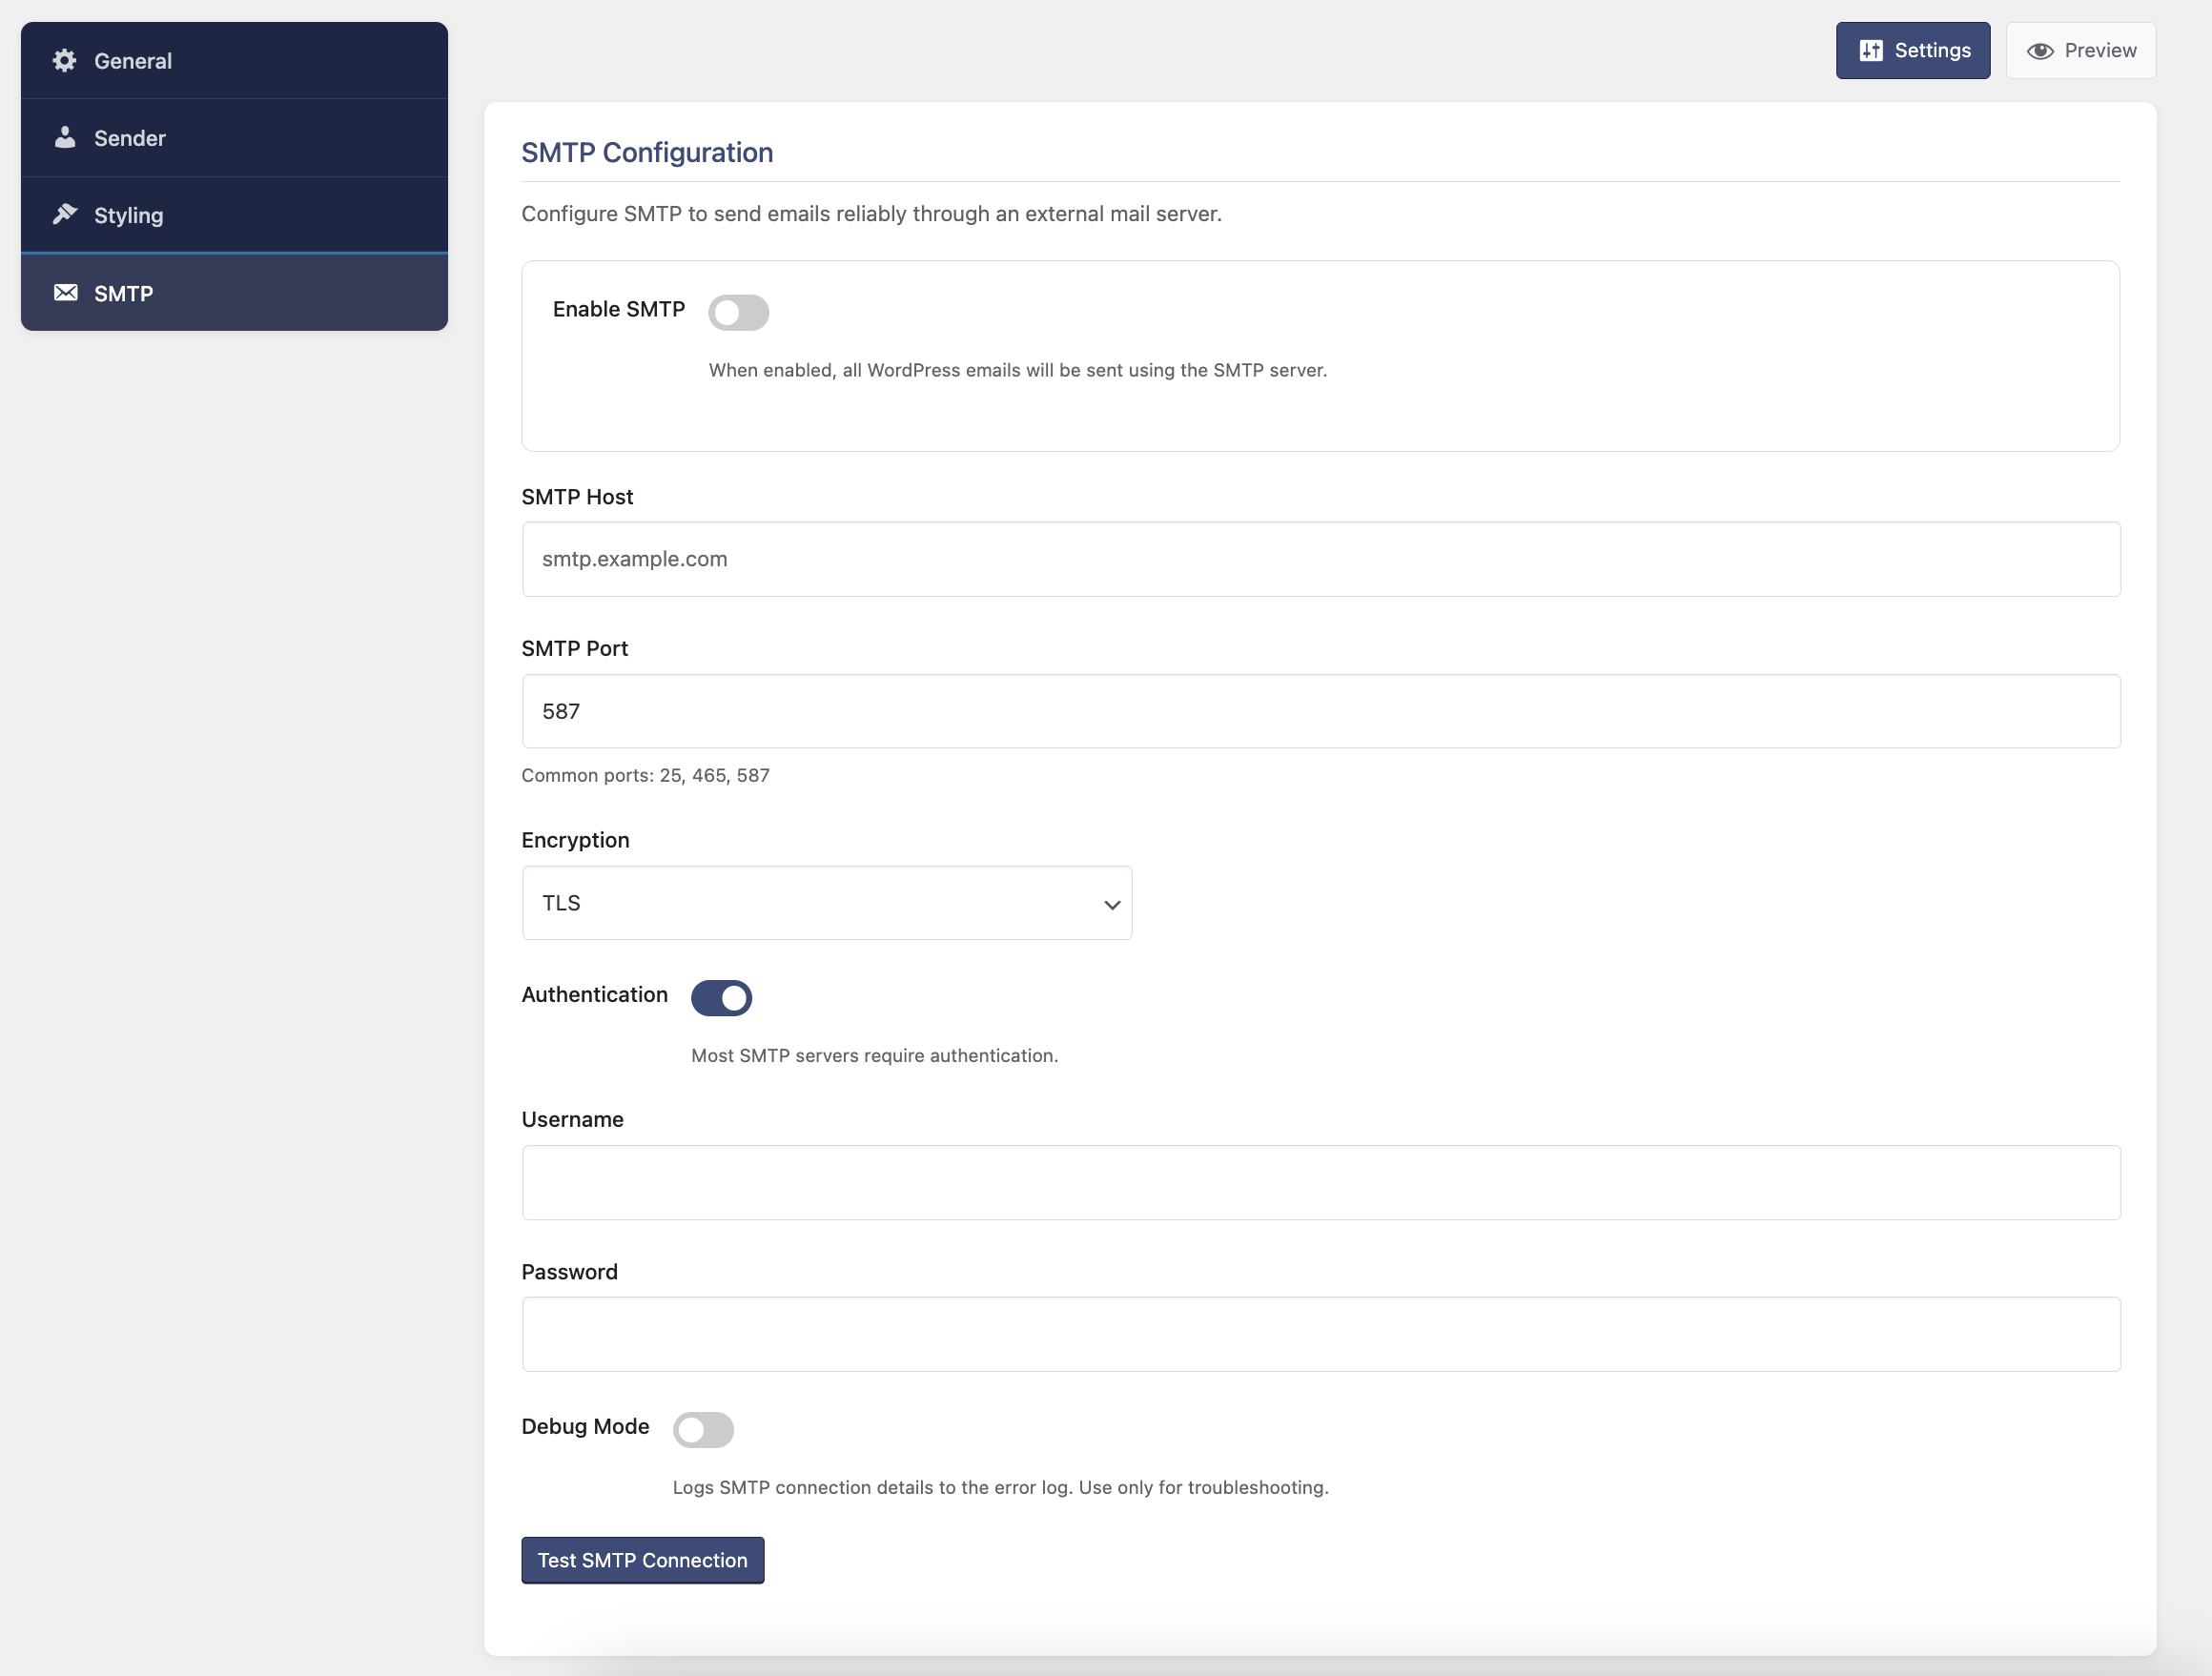 General
Sender
Styling
SMTP
Settings
Preview
SMTP Configuration
Configure SMTP to send emails reliably through an external mail server.
Enable SMTP
When enabled, all WordPress emails will be sent using the SMTP server.
SMTP Host
smtp.example.com
SMTP Port
587
Common ports: 25, 465, 587
Encryption
TLS
Authentication
Most SMTP servers require authentication.
Username
Password
Debug Mode
Logs SMTP connection details to the error log. Use only for troubleshooting.
Test SMTP Connection